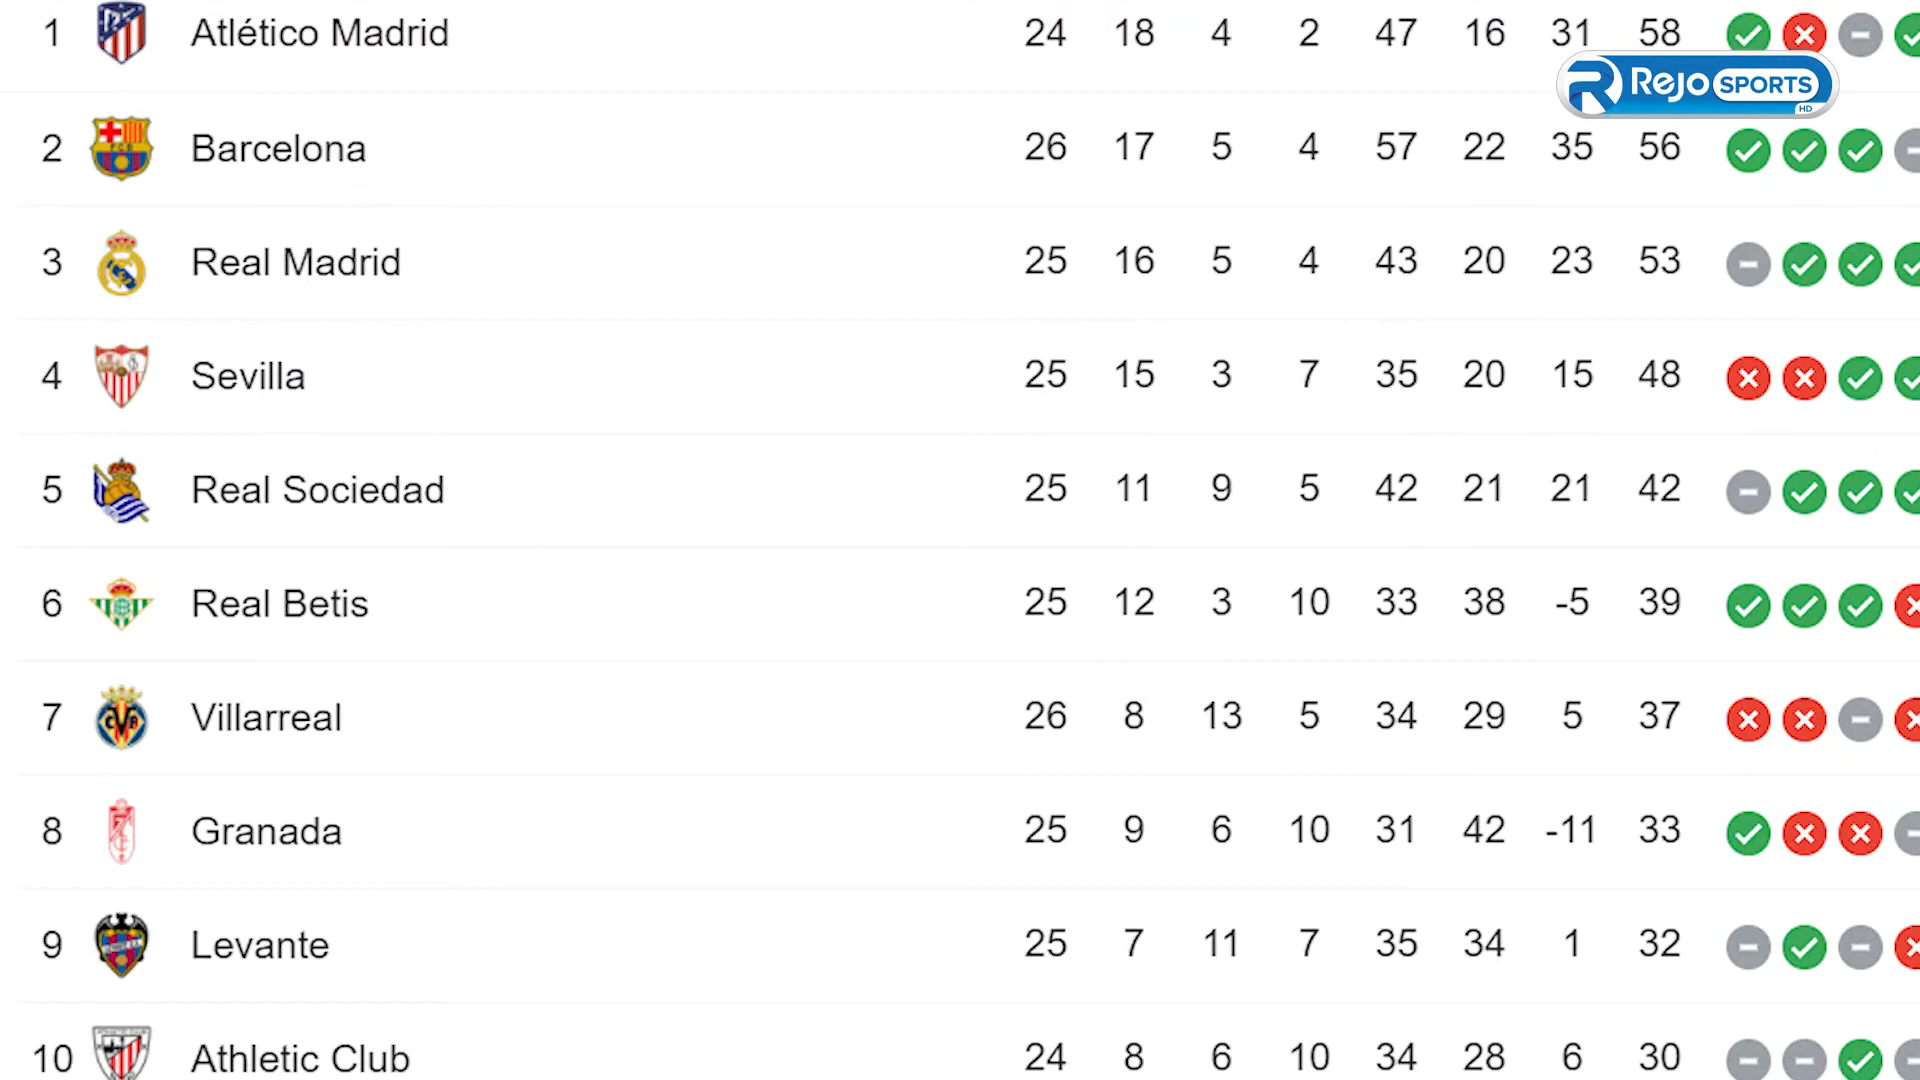 1 Atlético Madrid 24 18 4 2 47 16 31 58
Rejo SPORTS HD
2 Barcelona 26 17 5 4 57 22 35 56
3 Real Madrid 25 16 5 4 43 20 23 53
4 Sevilla 25 15 3 7 35 20 15 48
5 Real Sociedad 25 11 9 5 42 21 21 42
6 Real Betis 25 12 3 10 33 38 -5 39
7 Villarreal 26 8 13 5 34 29 5 37
8 Granada 25 9 6 10 31 42 -11 33
9 Levante 25 7 11 7 35 34 1 32
10 Athletic Club 24 8 6 10 34 28 6 30